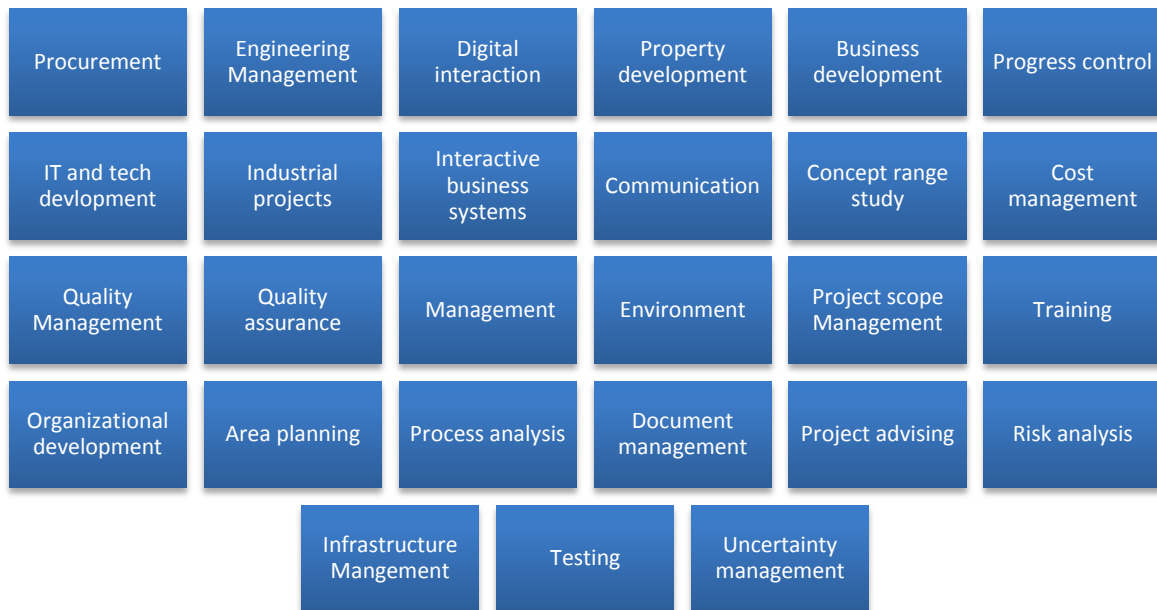 Procurement
Engineering
Management
Digital
interaction
Property
development
Business
development
Progress control
IT and tech
devlopment
Industrial
projects
Interactive
business
systems
Communication
Concept range
study
Cost
management
Quality
Management
Quality
assurance
Management
Environment
Project scope
Management
Training
Organizational
development
Area planning
Process analysis
Document
management
Project advising
Risk analysis
Infrastructure
Mangement
Testing
Uncertainty
management